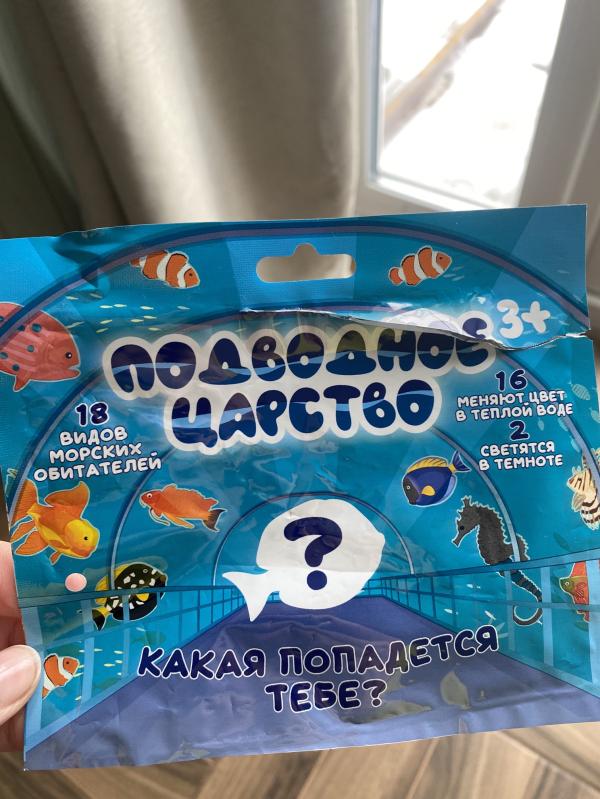 3+
ПОДВОДНОЕ
ЦАРСТВО
18
ВИДОВ
МОРСКИХ
ОБИТАТЕЛЕЙ
16
МЕНЯЮТ ЦВЕТ
В ТЕПЛОЙ ВОДЕ
2
СВЕТЯТСЯ
В ТЕМНОТЕ
?
КАКАЯ ПОПАДЕТСЯ
ТЕБЕ?